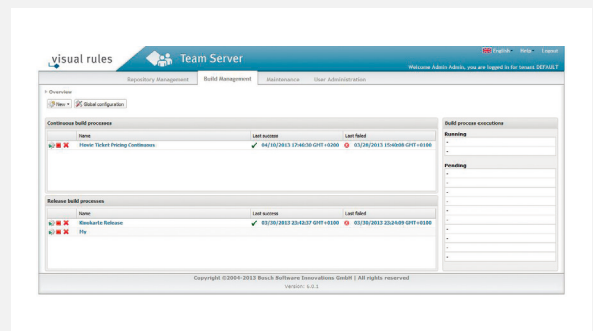 English Help Logout
visual rules Team Server
Welcome Admin Admin, you are logged in for tenant DEFAULT
Repository Management Build Management Maintenance User Administration
Overview
New Global configuration
Continuous build processes Build process executions
Name Last success Last failed Running
Movie Ticket Pricing Continuous 04/10/2013 17:40:30 GMT+0200 03/28/2013 15:40:08 GMT+0100 -
-
Pending
-
-
-
Release build processes -
Name Last success Last failed -
Kreditkarte Release 03/30/2013 23:42:57 GMT+0100 03/30/2013 23:24:09 GMT+0100 -
My -
-
-
Copyright ©2004-2013 Bosch Software Innovations GmbH | All rights reserved
Version: 6.0.1